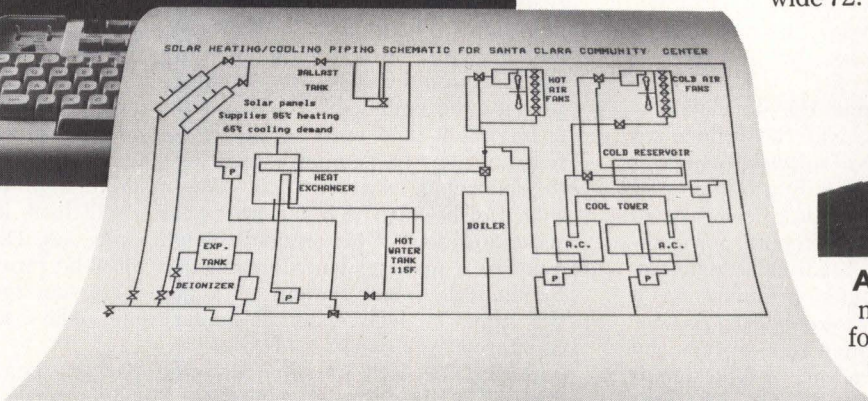 wide 72.
SOLAR HEATING/COOLING PIPING SCHEMATIC FOR SANTA CLARA COMMUNITY CENTER
BALLAST
TANK
HOT
AIR
FANS
COLD AIR
FANS
Solar panels
Supplies 85% heating
65% cooling demand
P
HEAT
EXCHANGER
COLD RESERVOIR
COOL TOWER
BOILER
EXP.
TANK
HOT
WATER
TANK
115F.
A.C.
A.C.
DEIONIZER
P
P
P
A